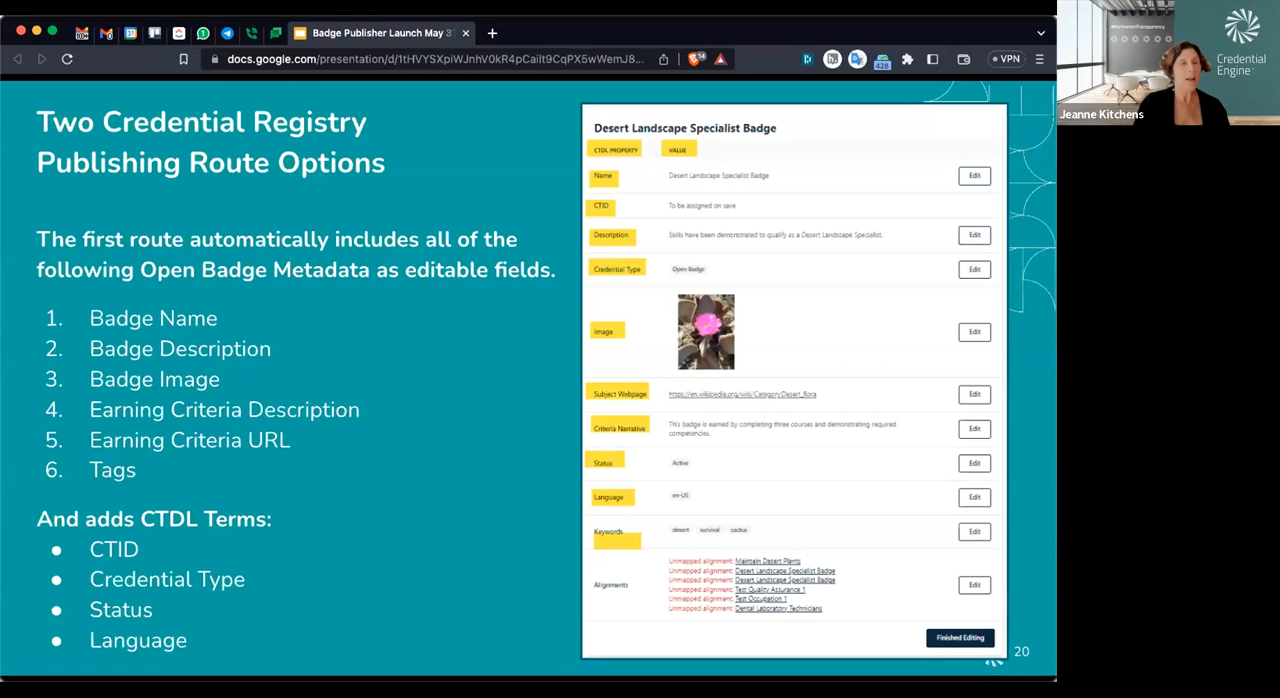 Badge Publisher Launch May 3
docs.google.com/presentation/d/1tHVYSXpiWJnhV0kR4pCailt9CqPX5wWemJ8...
14
426
VPN
Two Credential Registry
Publishing Route Options
The first route automatically includes all of the
following Open Badge Metadata as editable fields.
1. Badge Name
2. Badge Description
3. Badge Image
4. Earning Criteria Description
5. Earning Criteria URL
6. Tags
And adds CTDL Terms:
● CTID
● Credential Type
● Status
● Language
Desert Landscape Specialist Badge
CTDL PROPERTY VALUE
Name Desert Landscape Specialist Badge Edit
CTID To be assigned on save
Description Skills have been demonstrated to qualify as a Desert Landscape Specialist. Edit
Credential Type Open Badge Edit
Image Edit
Subject Webpage https://en.wikipedia.org/wiki/Category:Desert_flora Edit
Criteria Narrative This badge is earned by completing three courses and demonstrating required
competencies. Edit
Status Active Edit
Language en-US Edit
Keywords desert survival cactus Edit
Alignments
Unmapped alignment: Maintain Desert Plants
Unmapped alignment: Desert Landscape Specialist Badge
Unmapped alignment: Desert Landscape Specialist Badge
Unmapped alignment: Test Quality Assurance 1
Unmapped alignment: Test Occupation 1
Unmapped alignment: Dental Laboratory Technicians
Edit
Finished Editing
20
Credential
Engine
Jeanne Kitchens